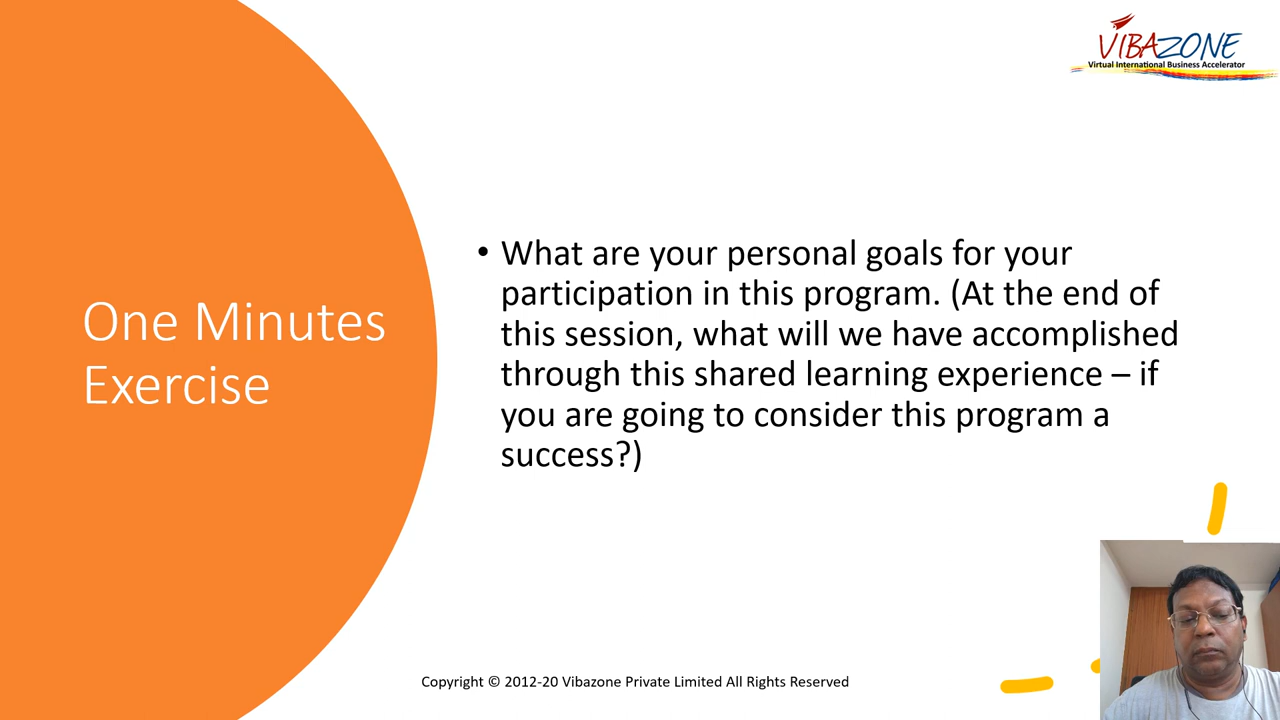 VIBAZONE
Virtual International Business Accelerator
One Minutes
Exercise
• What are your personal goals for your
participation in this program. (At the end of
this session, what will we have accomplished
through this shared learning experience – if
you are going to consider this program a
success?)
Copyright © 2012-20 Vibazone Private Limited All Rights Reserved